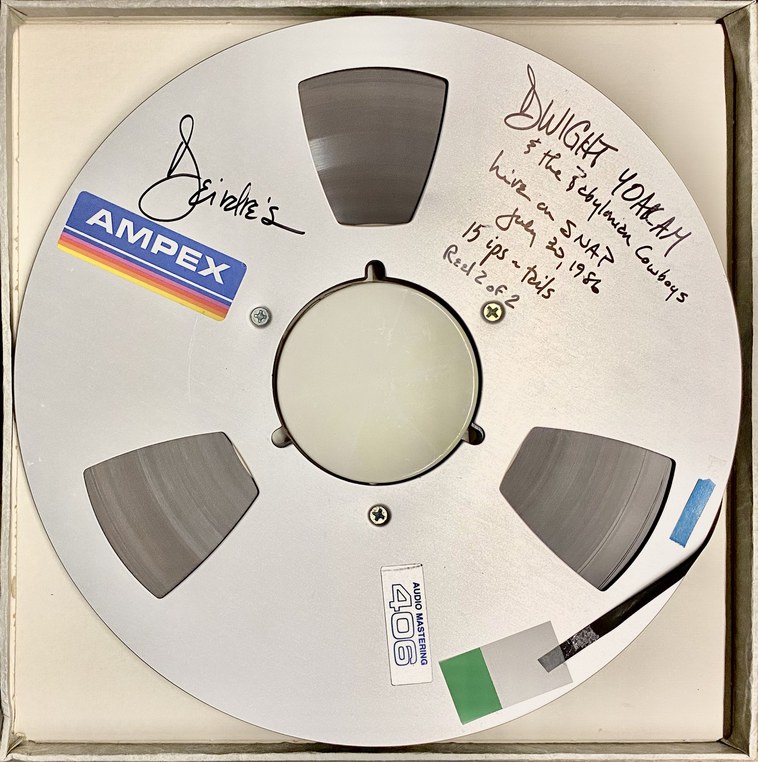 Deirdre's
AMPEX
DWIGHT YOAKAM
& the Babylonian Cowboys
Live on SNAP
July 20, 1986
15 ips ~ tails
Reel 2 of 2
AUDIO MASTERING
406